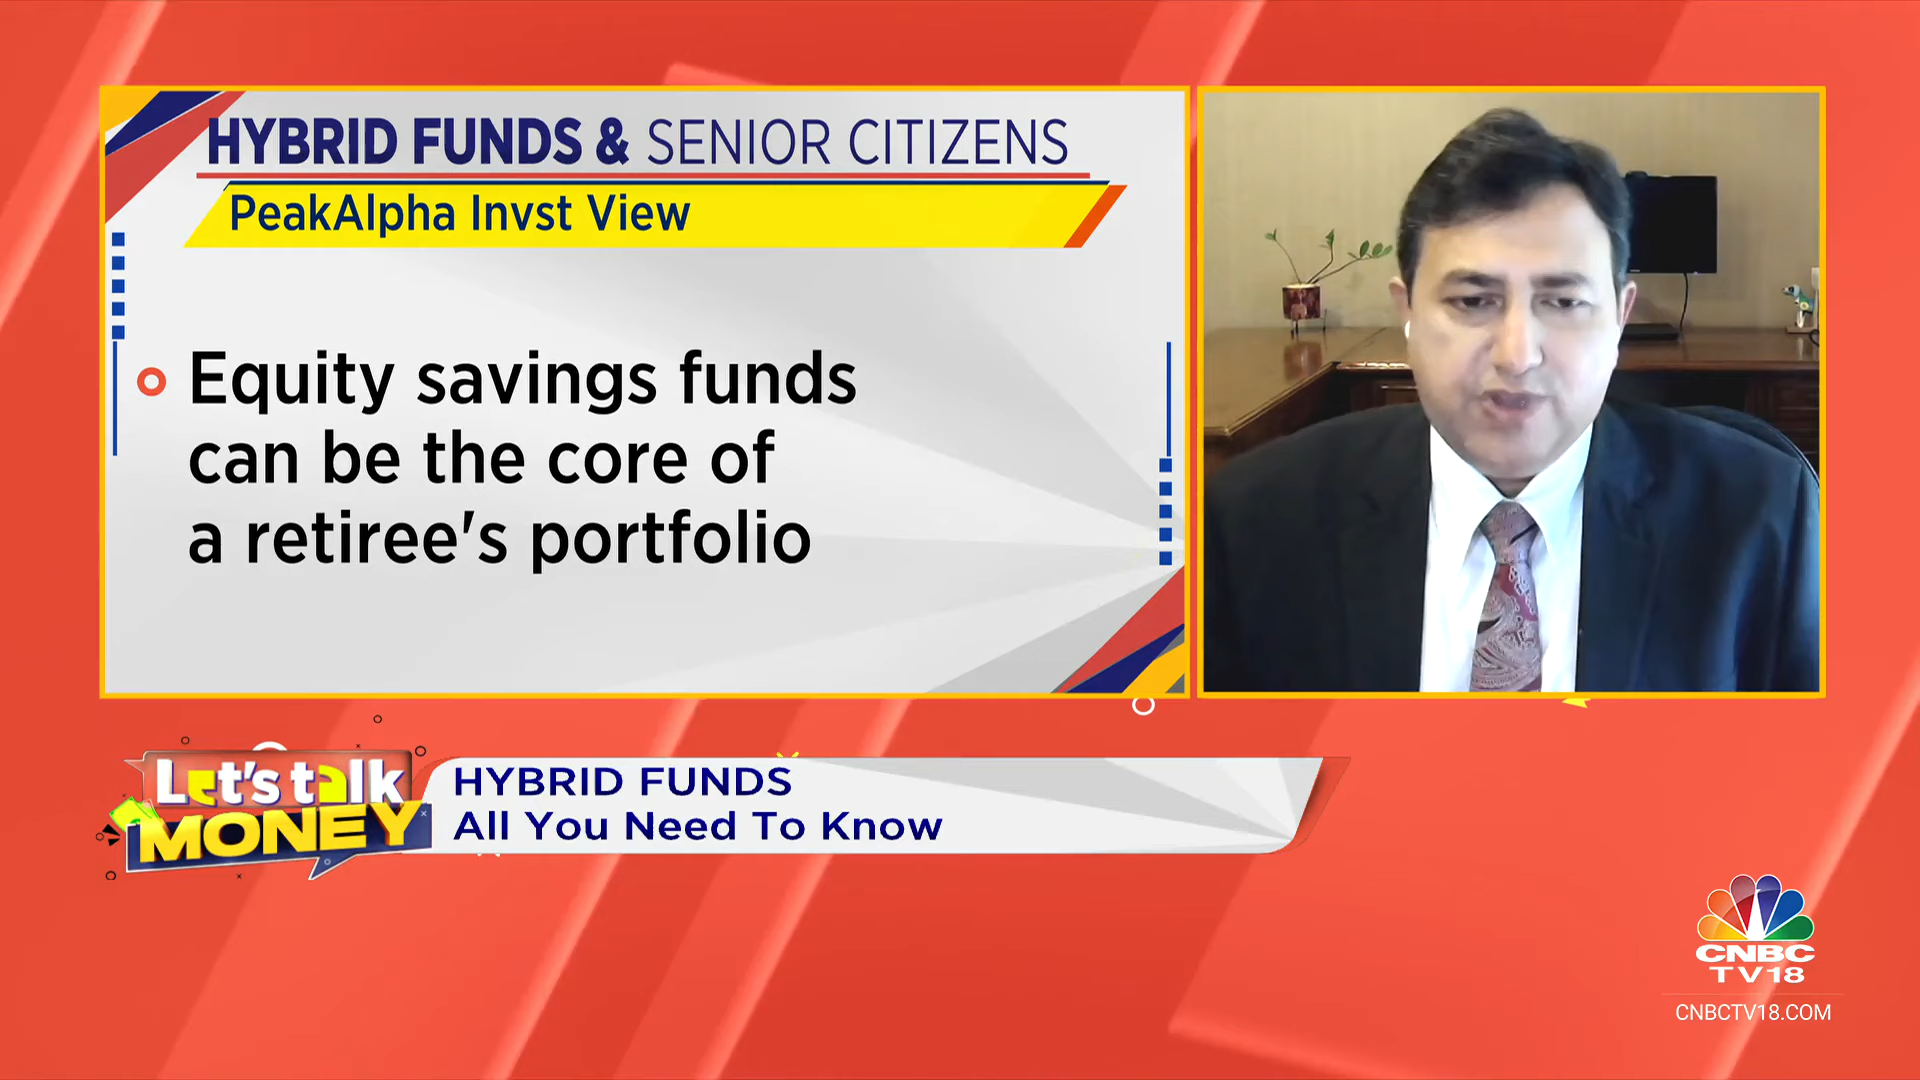 HYBRID FUNDS & SENIOR CITIZENS
PeakAlpha Invst View
Equity savings funds
can be the core of
a retiree's portfolio
Let's talk
MONEY
HYBRID FUNDS
All You Need To Know
CNBC
TV18
CNBCTV18.COM